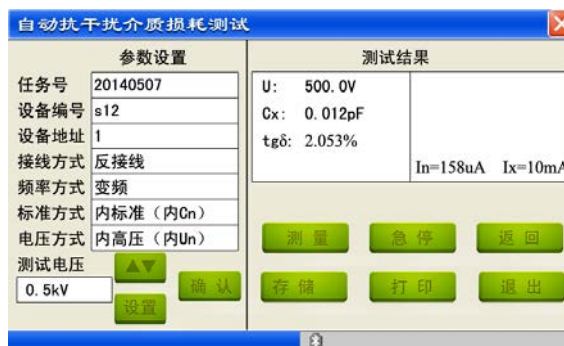 自动抗干扰介质损耗测试
参数设置
任务号 20140507
设备编号 s12
设备地址 1
接线方式 反接线
频率方式 变频
标准方式 内标准（内Cn）
电压方式 内高压（内Un）
测试电压
0.5kV
▲▼
设置
确认
测试结果
U: 500.0V
Cx: 0.012pF
tgδ: 2.053%
In=158uA Ix=10mA
测量 急停 返回
存储 打印 退出